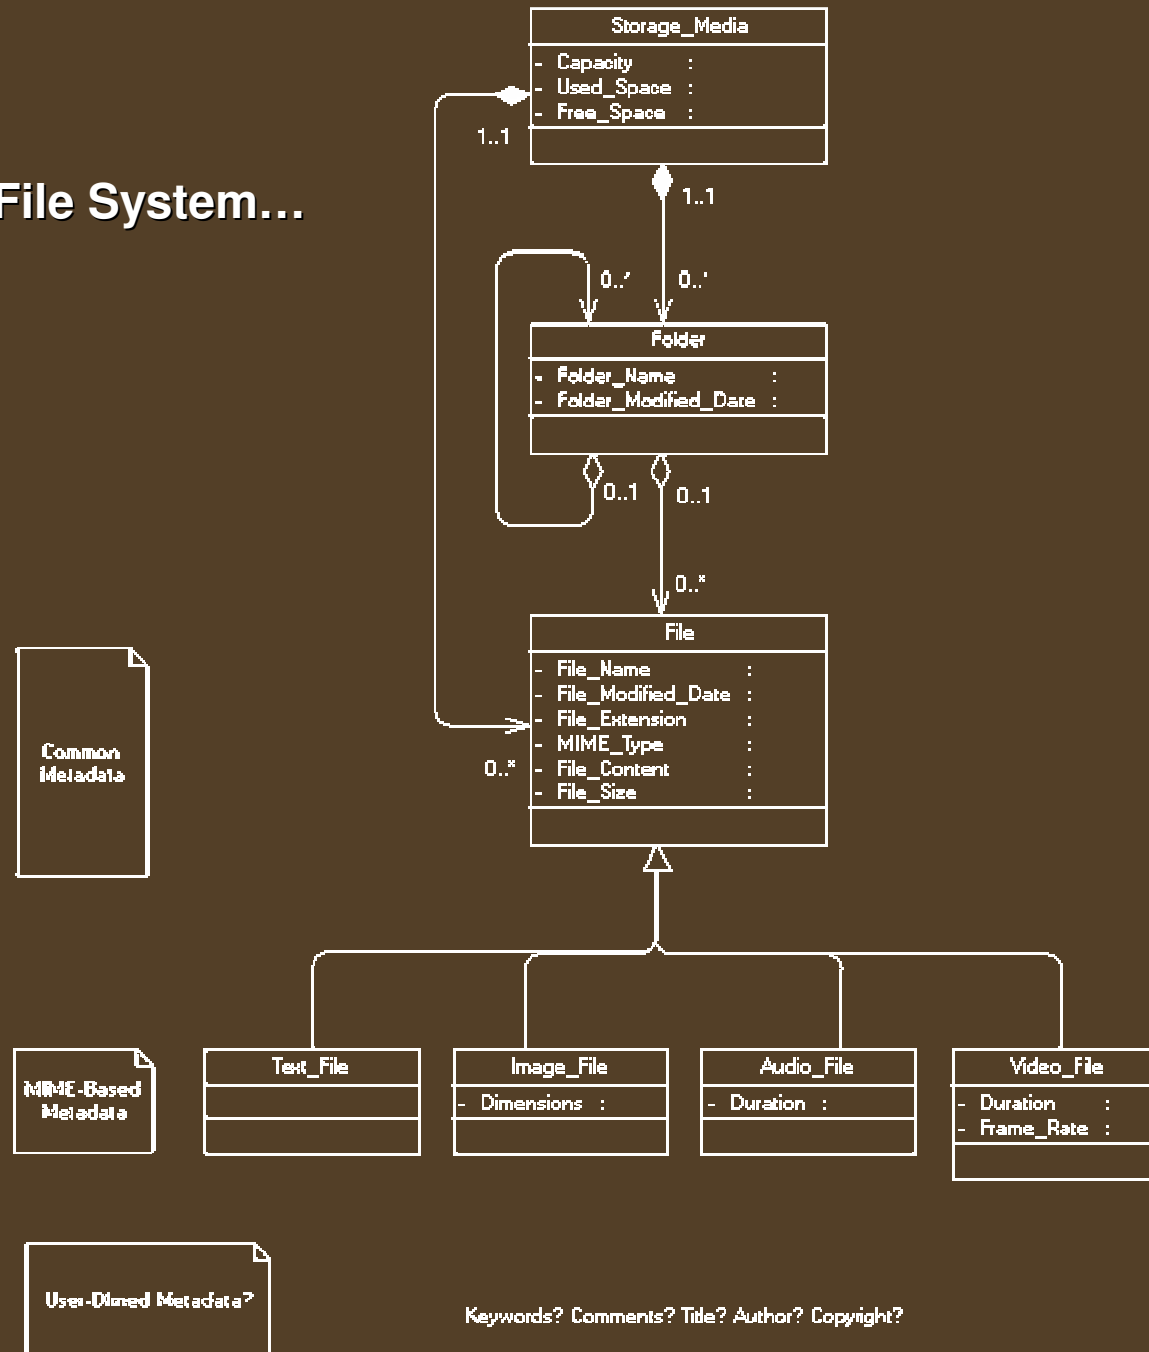 Storage_Media
- Capacity :
- Used_Space :
- Free_Space :
1..1
1..1
File System...
0..*
0..*
Folder
- Folder_Name :
- Folder_Modified_Date :
0..1
0..1
0..*
File
- File_Name :
- File_Modified_Date :
- File_Extension :
- MIME_Type :
- File_Content :
- File_Size :
0..*
Common
Metadata
MIME-Based
Metadata
Text_File
Image_File
- Dimensions :
Audio_File
- Duration :
Video_File
- Duration :
- Frame_Rate :
Metadata?
Keywords? Comments? Title? Author? Copyright?